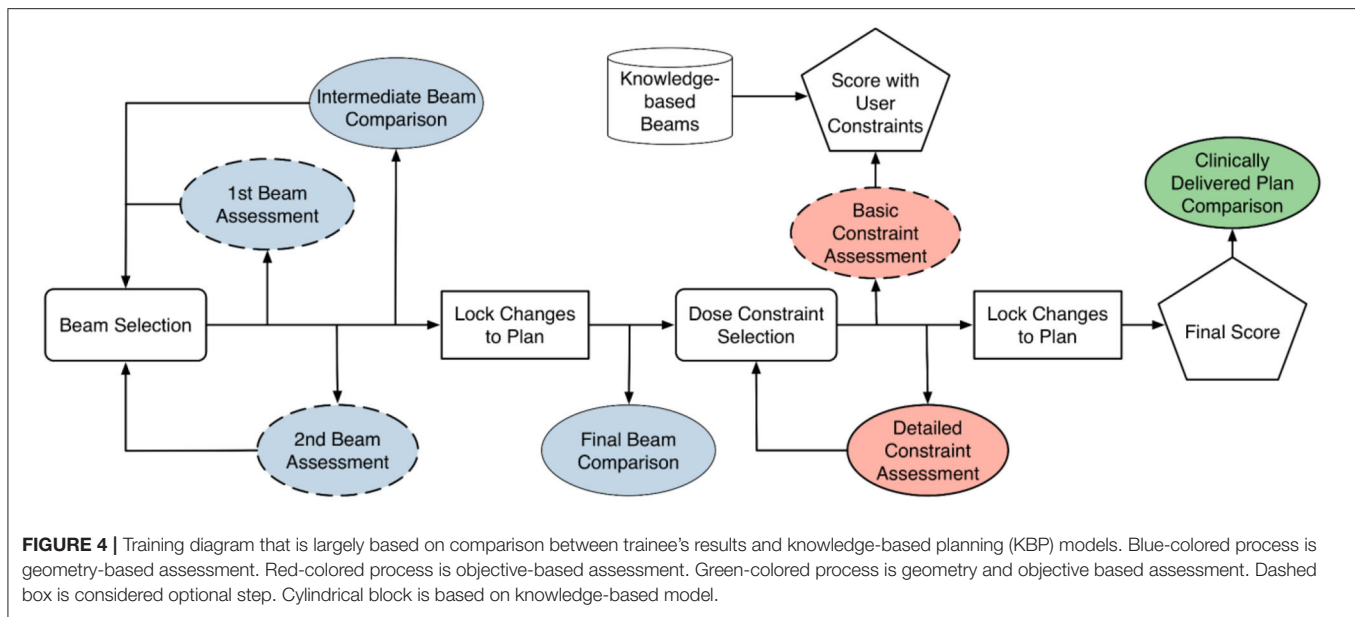 Intermediate Beam
Comparison
Knowledge-
based
Beams
Score with
User
Constraints
Clinically
Delivered Plan
Comparison
1st Beam
Assessment
Basic
Constraint
Assessment
Beam Selection
Lock Changes
to Plan
Dose Constraint
Selection
Lock Changes
to Plan
Final Score
2nd Beam
Assessment
Final Beam
Comparison
Detailed
Constraint
Assessment
FIGURE 4 | Training diagram that is largely based on comparison between trainee's results and knowledge-based planning (KBP) models. Blue-colored process is
geometry-based assessment. Red-colored process is objective-based assessment. Green-colored process is geometry and objective based assessment. Dashed
box is considered optional step. Cylindrical block is based on knowledge-based model.